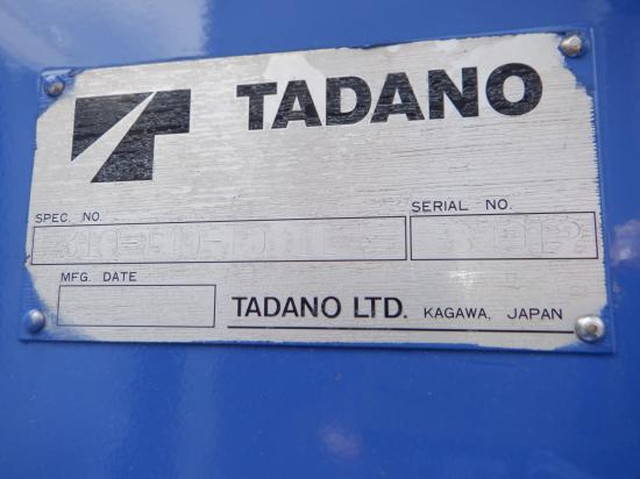 TADANO
SPEC. NO.
SERIAL NO.
MFG. DATE
TADANO LTD. KAGAWA, JAPAN